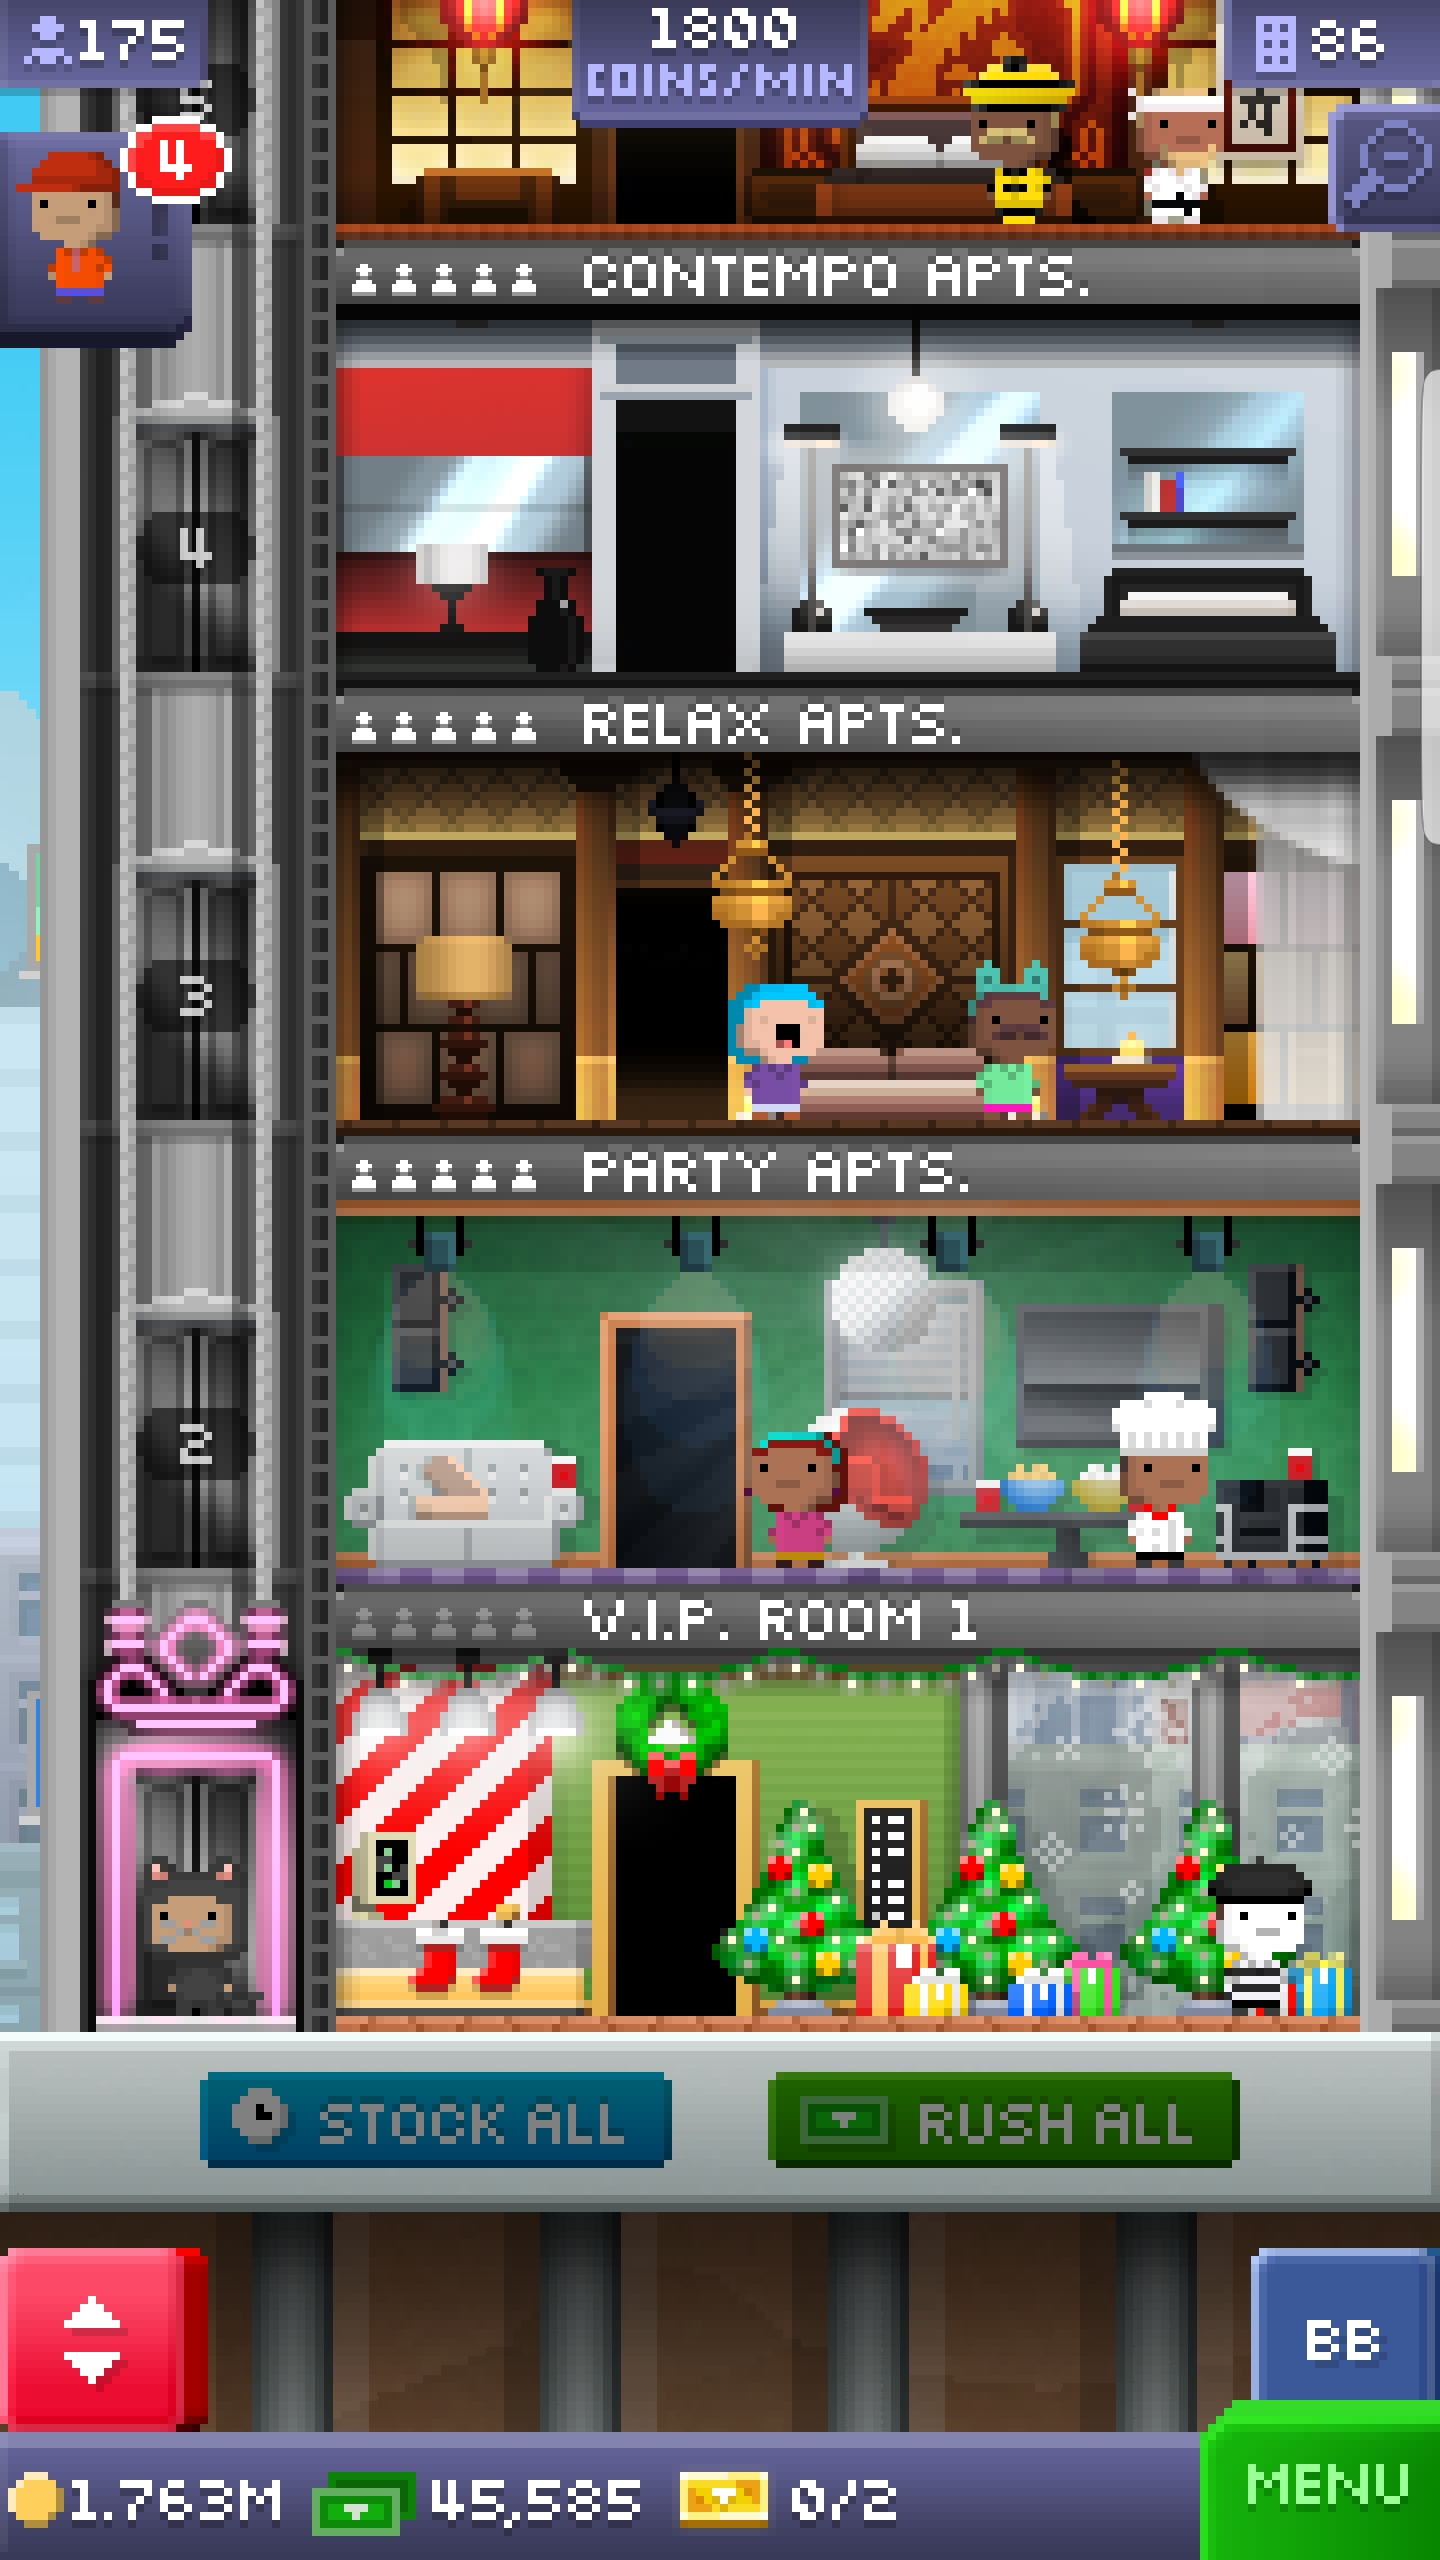 175
1800
COINS/MIN
86
5
4
CONTEMPO APTS.
4
RELAX APTS.
3
PARTY APTS.
2
V.I.P. ROOM 1
STOCK ALL
RUSH ALL
BB
MENU
1.763M
45,585
0/2